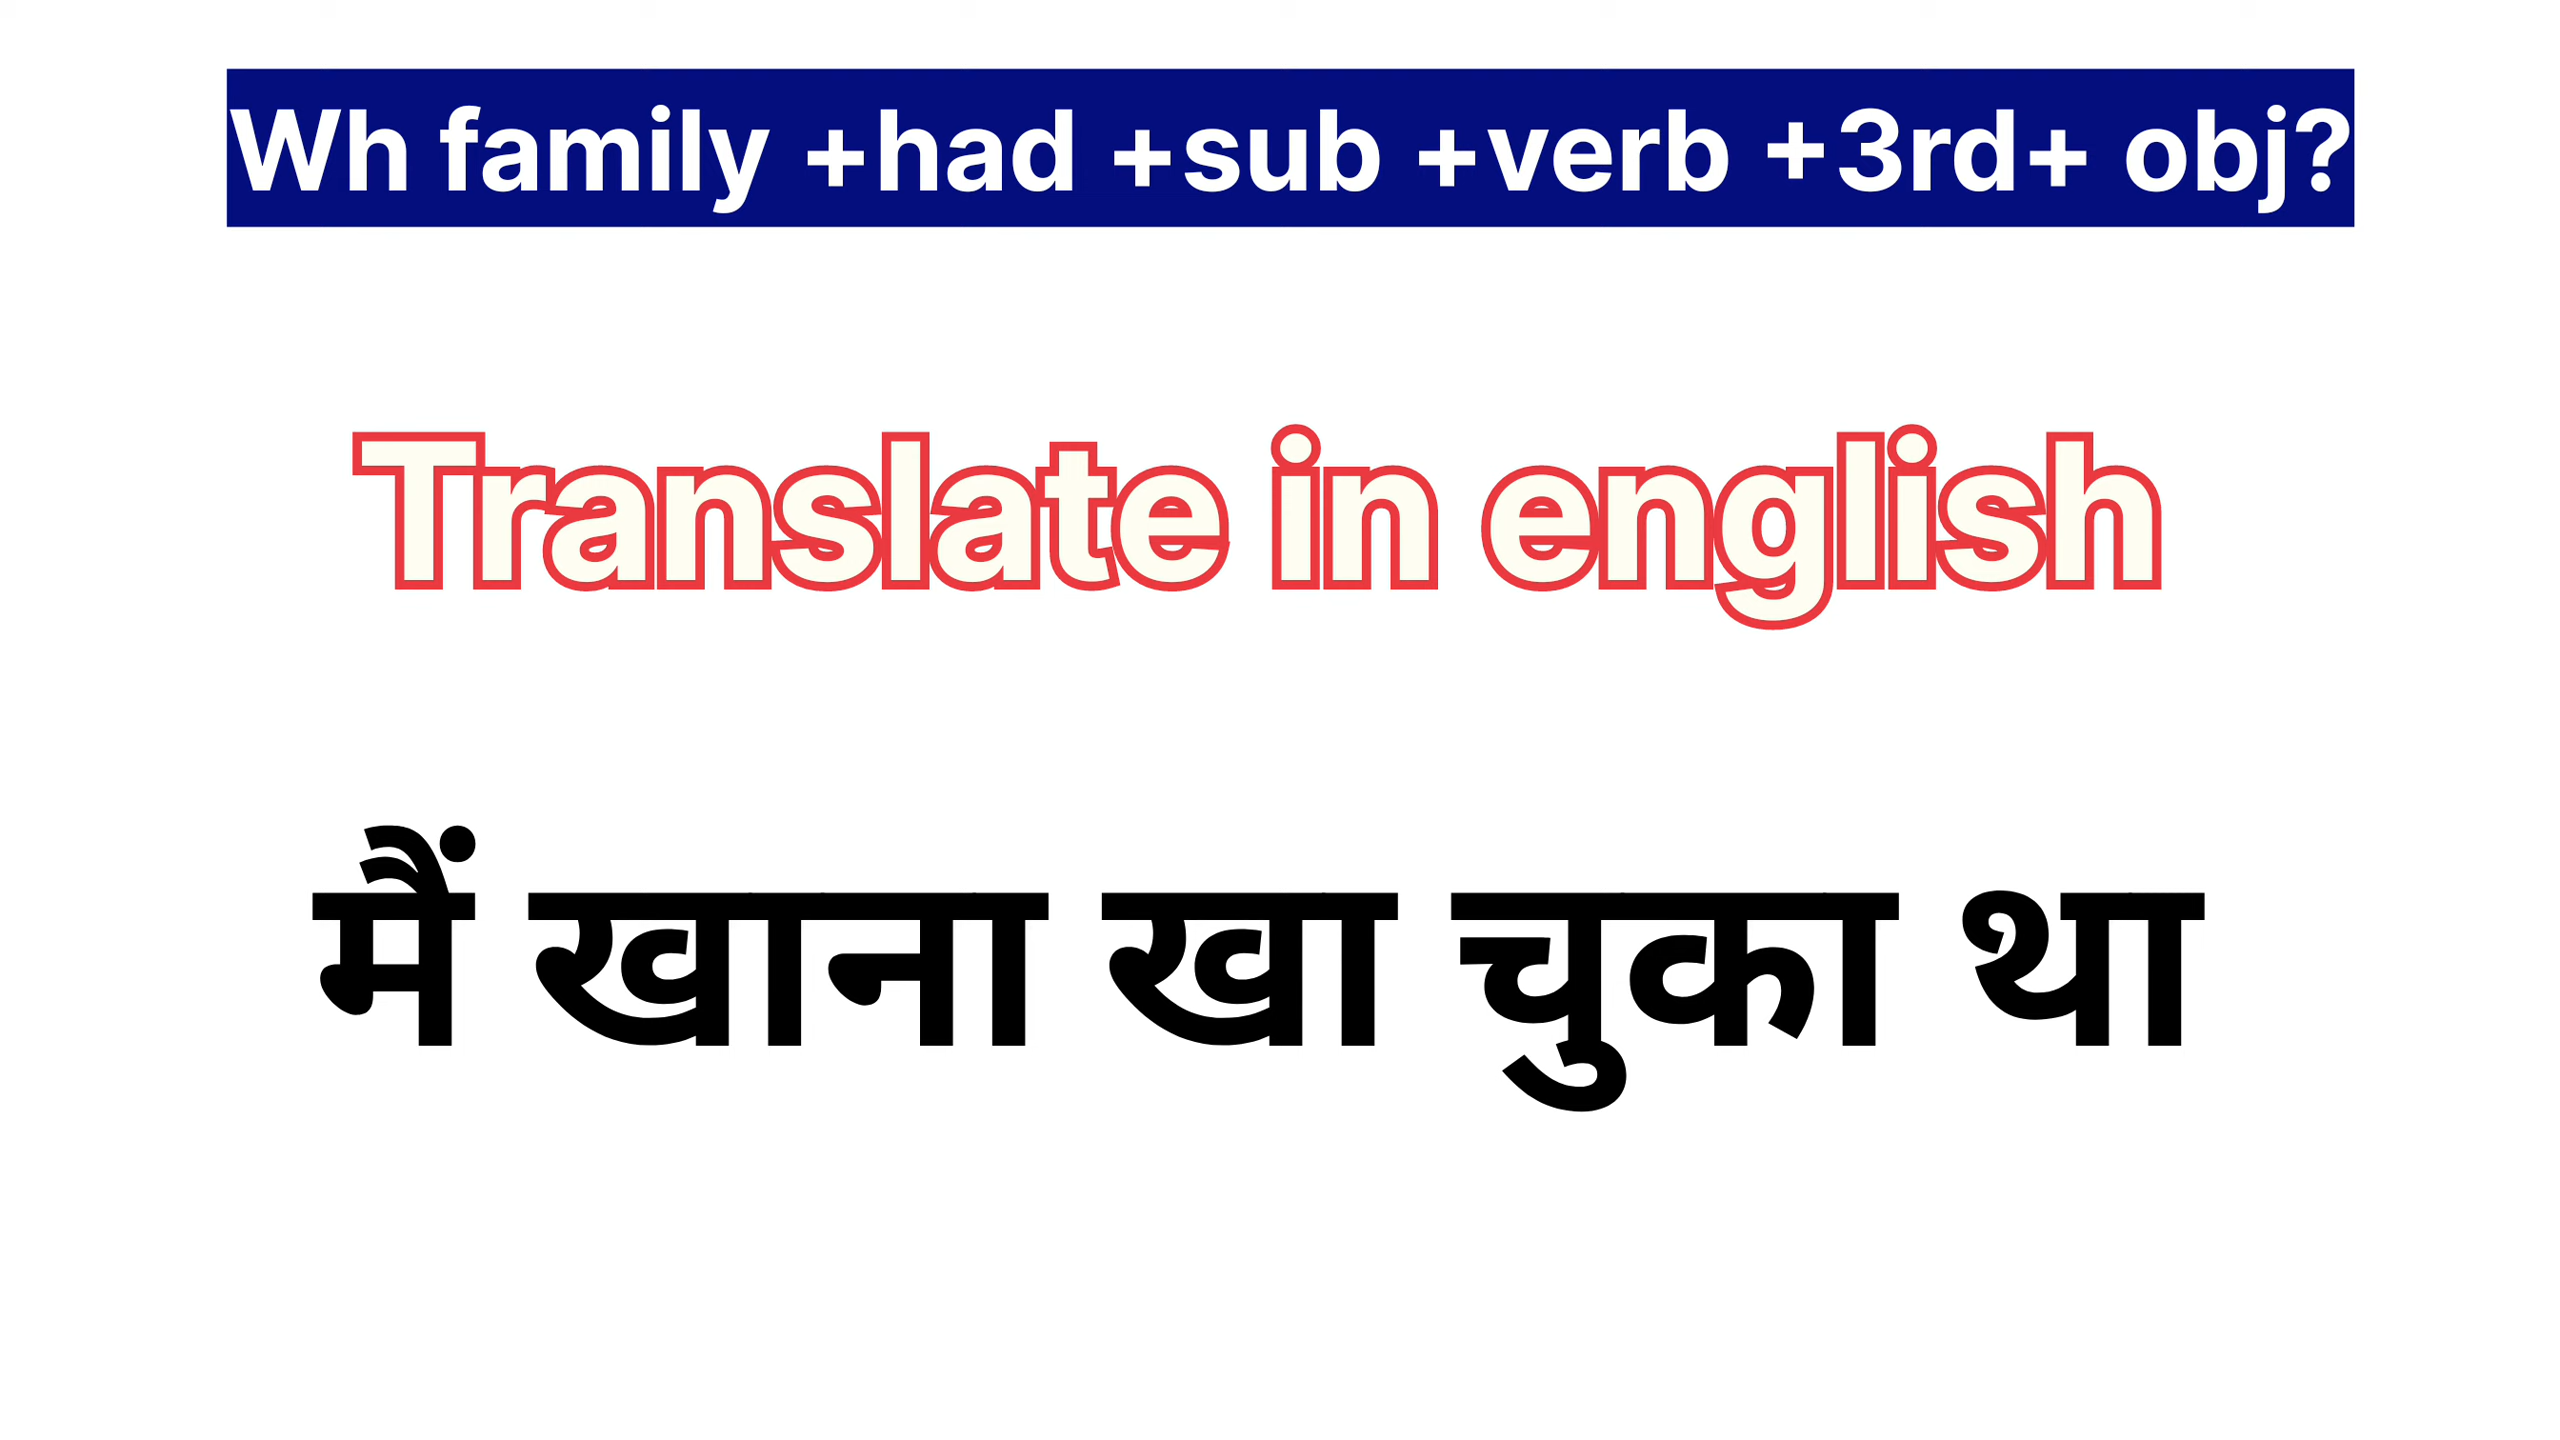 Wh family +had +sub +verb +3rd+ obj?
Translate in english
मैं खाना खा चुका था